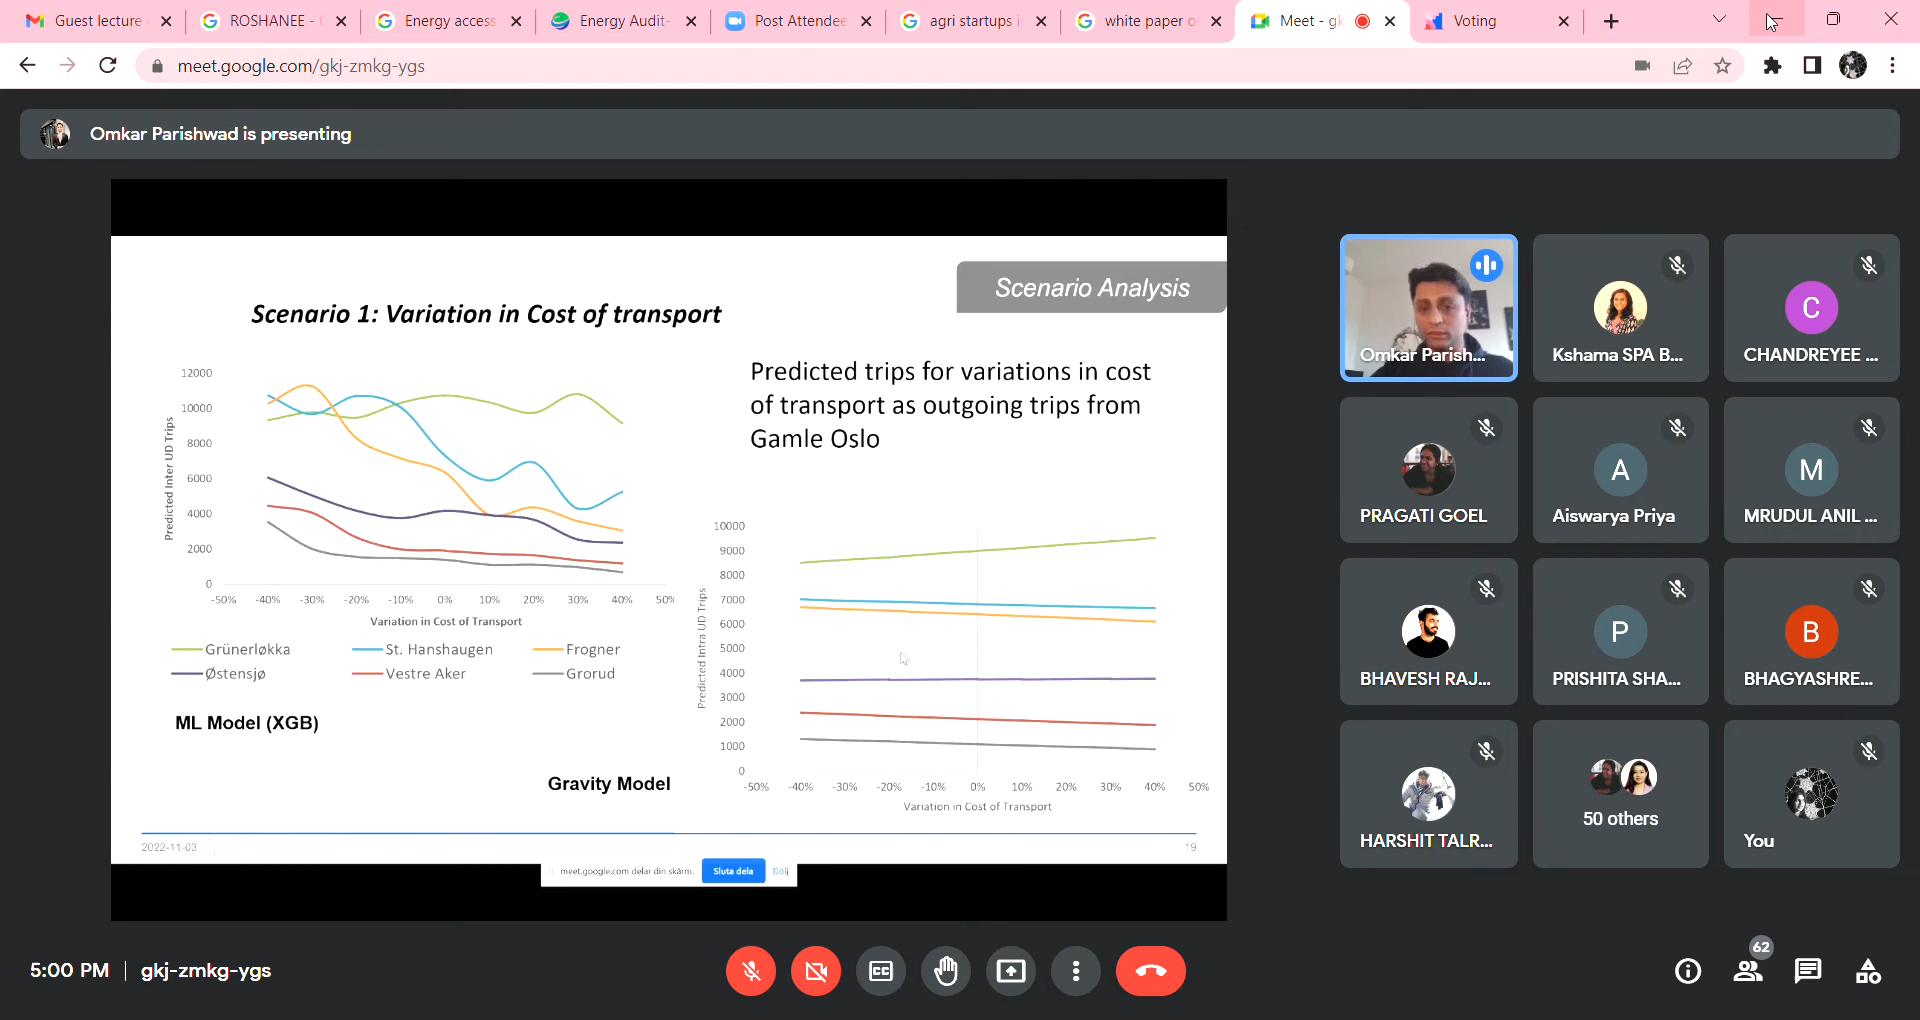 Guest lecture
ROSHANEE -
Energy access
Energy Audit-
Post Attendee
agri startups i
white paper o
Meet - gk
Voting
meet.google.com/gkj-zmkg-ygs
Omkar Parishwad is presenting
Scenario Analysis
Scenario 1: Variation in Cost of transport
Predicted trips for variations in cost
of transport as outgoing trips from
Gamle Oslo
12000
10000
8000
6000
4000
2000
0
Predicted Inter UD Trips
-50% -40% -30% -20% -10% 0% 10% 20% 30% 40% 50%
Variation in Cost of Transport
Grünerløkka St. Hanshaugen Frogner
Østensjø Vestre Aker Grorud
ML Model (XGB)
10000
9000
8000
7000
6000
5000
4000
3000
2000
1000
0
Predicted Intra UD Trips
-50% -40% -30% -20% -10% 0% 10% 20% 30% 40% 50%
Variation in Cost of Transport
Gravity Model
2022-11-03
19
meet.google.com delar din skärm.
Sluta dela
Dölj
Omkar Parish...
Kshama SPA B...
C
CHANDREYEE ...
PRAGATI GOEL
A
Aiswarya Priya
M
MRUDUL ANIL ...
BHAVESH RAJ...
P
PRISHITA SHA...
B
BHAGYASHRE...
HARSHIT TALR...
50 others
You
5:00 PM | gkj-zmkg-ygs
CC
62